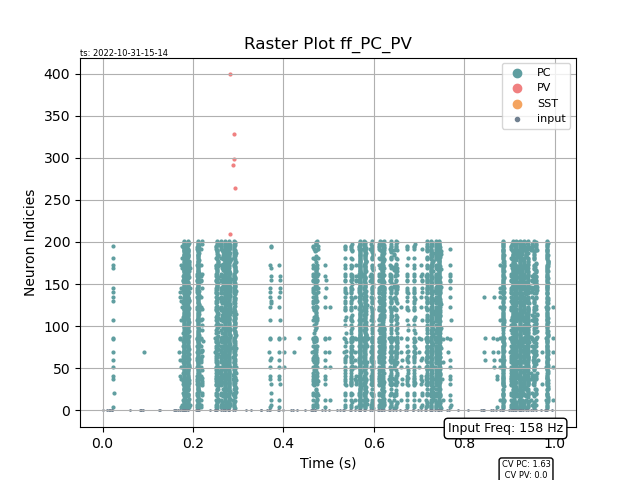 Raster Plot ff_PC_PV
ts: 2022-10-31-15-14
400
350
300
250
200
150
100
50
0
Neuron Indicies
PC
PV
SST
input
Input Freq: 158 Hz
0.0 0.2 0.4 0.6 0.8 1.0
Time (s)
CV PC: 1.63
CV PV: 0.0